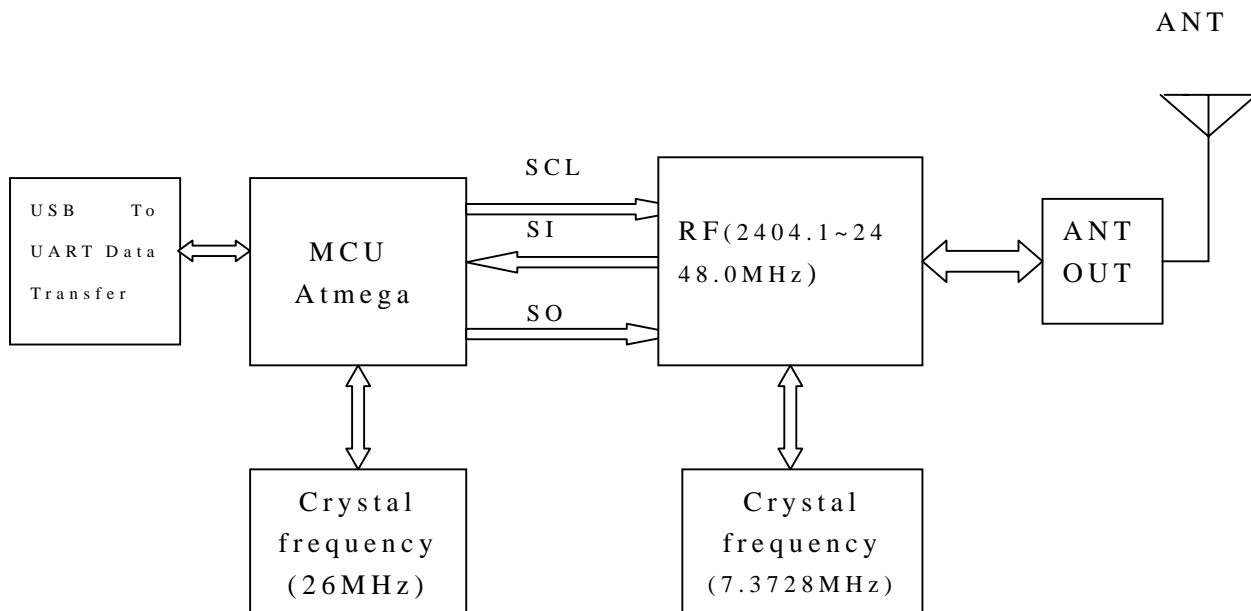 ANT
USB To
UART Data
Transfer
MCU
Atmega
SCL
SI
SO
RF(2404.1~24
48.0MHz)
ANT
OUT
Crystal
frequency
(26MHz)
Crystal
frequency
(7.3728MHz)